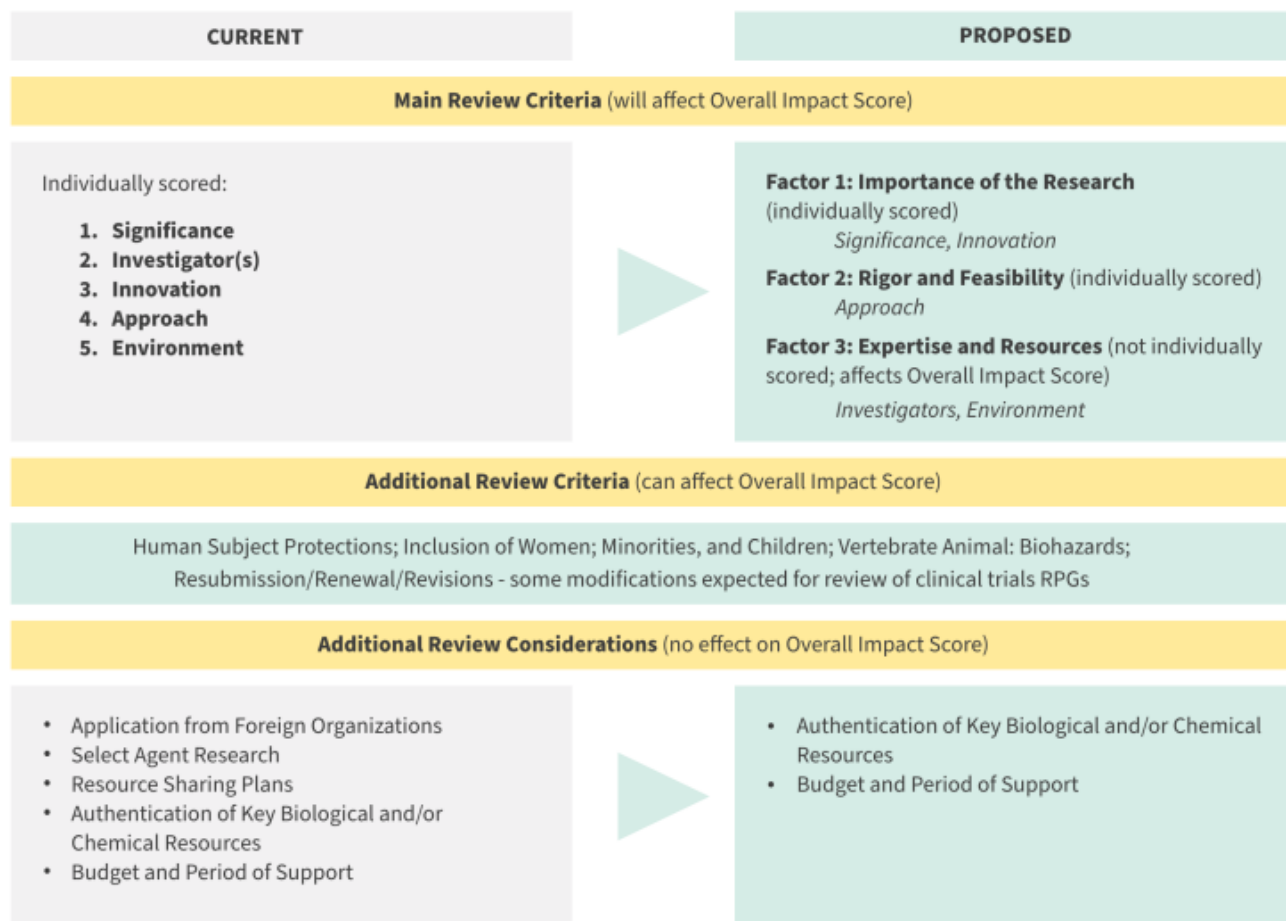 CURRENT
PROPOSED
Main Review Criteria (will affect Overall Impact Score)
Individually scored:
1. Significance
2. Investigator(s)
3. Innovation
4. Approach
5. Environment
Factor 1: Importance of the Research
(individually scored)
Significance, Innovation
Factor 2: Rigor and Feasibility (individually scored)
Approach
Factor 3: Expertise and Resources (not individually
scored; affects Overall Impact Score)
Investigators, Environment
Additional Review Criteria (can affect Overall Impact Score)
Human Subject Protections; Inclusion of Women; Minorities, and Children; Vertebrate Animal: Biohazards;
Resubmission/Renewal/Revisions - some modifications expected for review of clinical trials RPGs
Additional Review Considerations (no effect on Overall Impact Score)
• Application from Foreign Organizations
• Select Agent Research
• Resource Sharing Plans
• Authentication of Key Biological and/or
Chemical Resources
• Budget and Period of Support
• Authentication of Key Biological and/or Chemical
Resources
• Budget and Period of Support